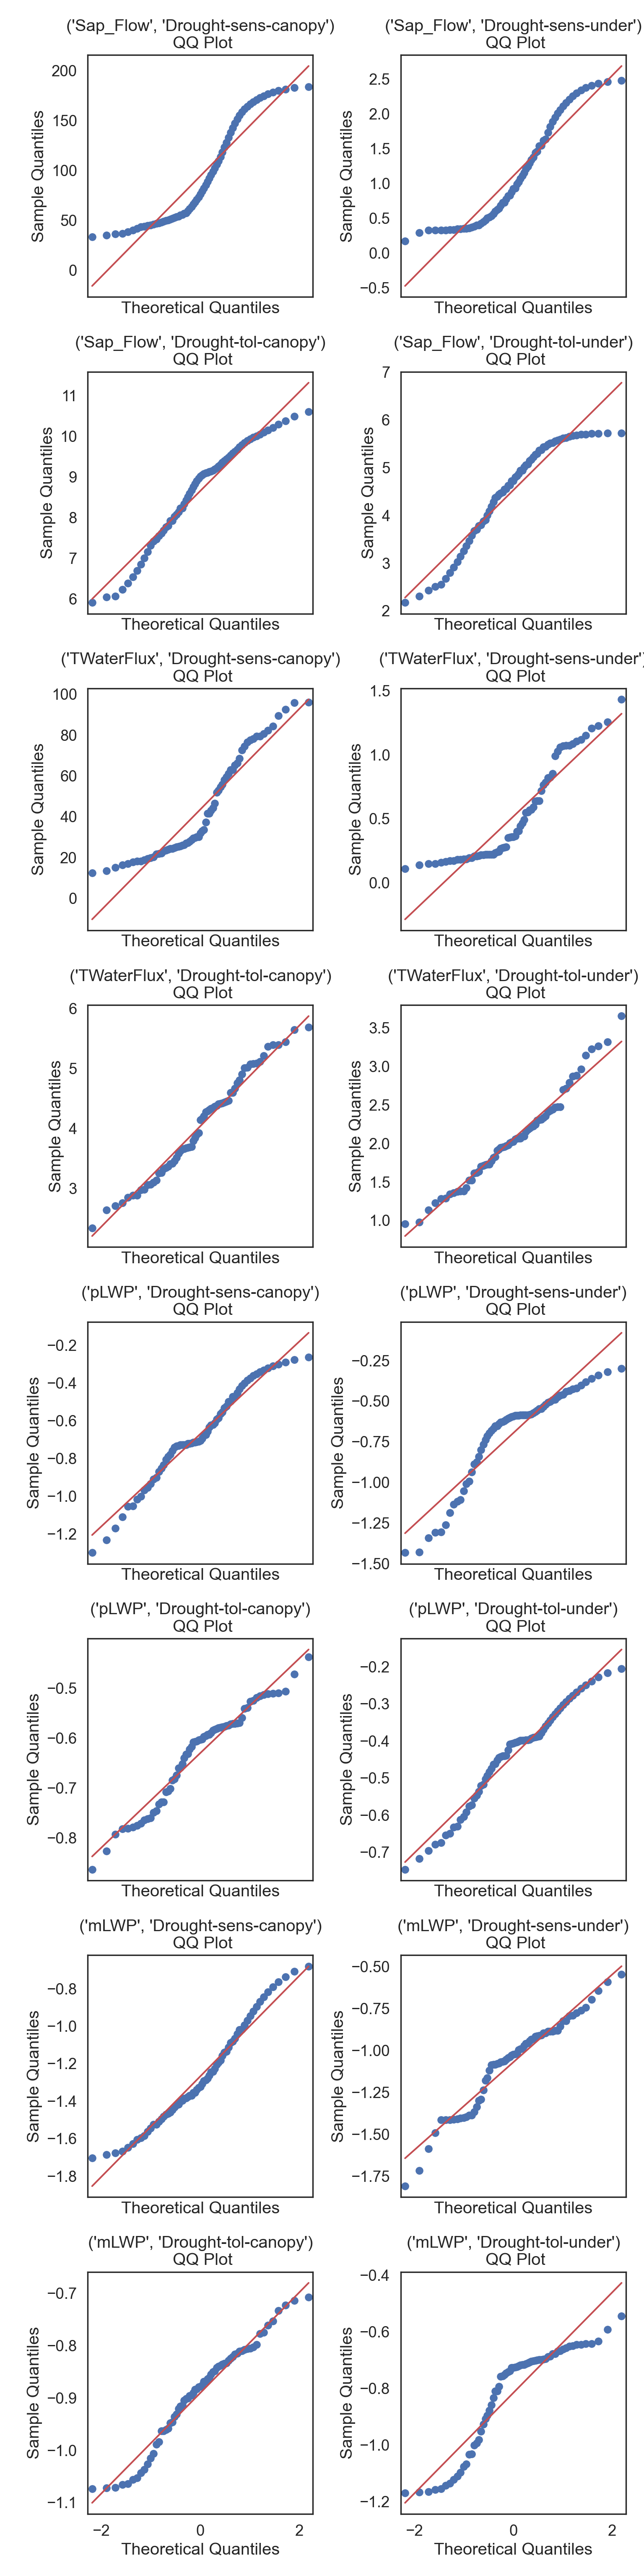 ('Sap_Flow', 'Drought-sens-canopy')
QQ Plot
200
150
100
50
0
Sample Quantiles
Theoretical Quantiles
('Sap_Flow', 'Drought-sens-under')
QQ Plot
2.5
2.0
1.5
1.0
0.5
0.0
−0.5
Sample Quantiles
Theoretical Quantiles
('Sap_Flow', 'Drought-tol-canopy')
QQ Plot
11
10
9
8
7
6
Sample Quantiles
Theoretical Quantiles
('Sap_Flow', 'Drought-tol-under')
QQ Plot
7
6
5
4
3
2
Sample Quantiles
Theoretical Quantiles
('TWaterFlux', 'Drought-sens-canopy')
QQ Plot
100
80
60
40
20
0
Sample Quantiles
Theoretical Quantiles
('TWaterFlux', 'Drought-sens-under')
QQ Plot
1.5
1.0
0.5
0.0
Sample Quantiles
Theoretical Quantiles
('TWaterFlux', 'Drought-tol-canopy')
QQ Plot
6
5
4
3
Sample Quantiles
Theoretical Quantiles
('TWaterFlux', 'Drought-tol-under')
QQ Plot
3.5
3.0
2.5
2.0
1.5
1.0
Sample Quantiles
Theoretical Quantiles
('pLWP', 'Drought-sens-canopy')
QQ Plot
−0.2
−0.4
−0.6
−0.8
−1.0
−1.2
Sample Quantiles
Theoretical Quantiles
('pLWP', 'Drought-sens-under')
QQ Plot
−0.25
−0.50
−0.75
−1.00
−1.25
−1.50
Sample Quantiles
Theoretical Quantiles
('pLWP', 'Drought-tol-canopy')
QQ Plot
−0.5
−0.6
−0.7
−0.8
Sample Quantiles
Theoretical Quantiles
('pLWP', 'Drought-tol-under')
QQ Plot
−0.2
−0.3
−0.4
−0.5
−0.6
−0.7
Sample Quantiles
Theoretical Quantiles
('mLWP', 'Drought-sens-canopy')
QQ Plot
−0.8
−1.0
−1.2
−1.4
−1.6
−1.8
Sample Quantiles
Theoretical Quantiles
('mLWP', 'Drought-sens-under')
QQ Plot
−0.50
−0.75
−1.00
−1.25
−1.50
−1.75
Sample Quantiles
Theoretical Quantiles
('mLWP', 'Drought-tol-canopy')
QQ Plot
−0.7
−0.8
−0.9
−1.0
−1.1
Sample Quantiles
−2 0 2
Theoretical Quantiles
('mLWP', 'Drought-tol-under')
QQ Plot
−0.4
−0.6
−0.8
−1.0
−1.2
Sample Quantiles
−2 0 2
Theoretical Quantiles